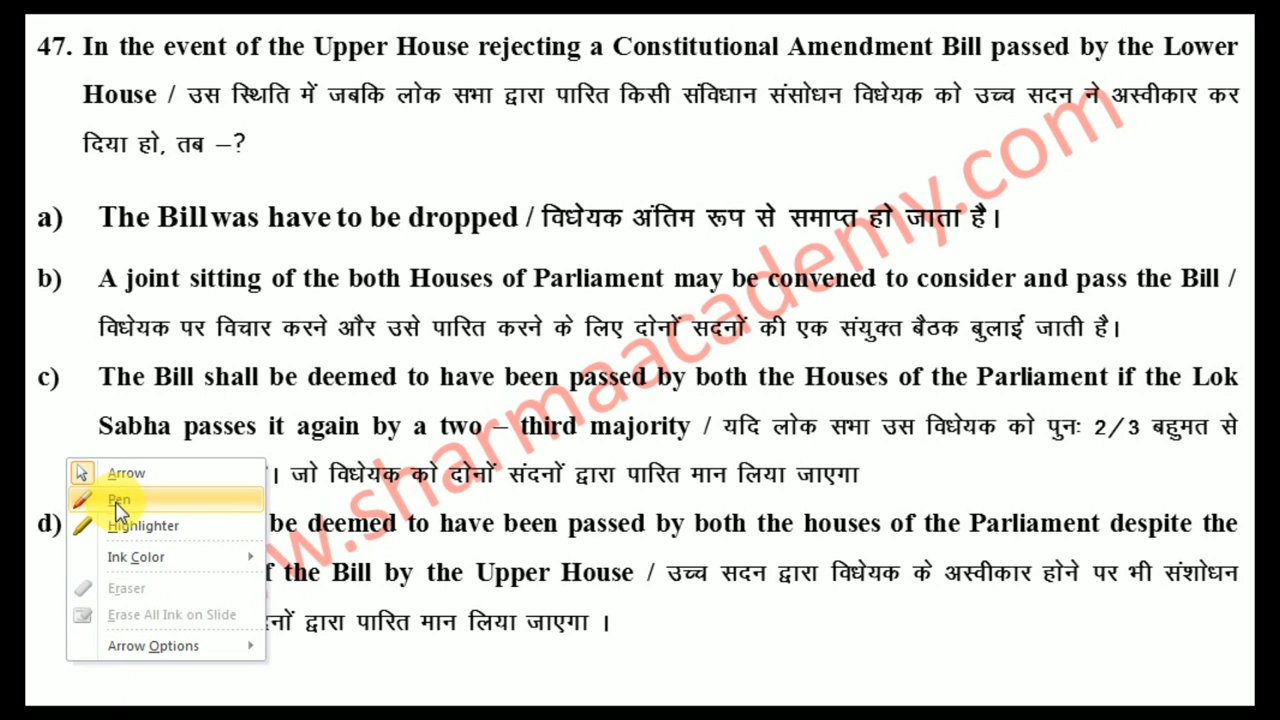 47. In the event of the Upper House rejecting a Constitutional Amendment Bill passed by the Lower
House / उस स्थिति में जबकि लोक सभा द्वारा पारित किसी संविधान संसोधन विधेयक को उच्च सदन ने अस्वीकार कर
दिया हो, तब –?
a) The Bill was have to be dropped / विधेयक अंतिम रूप से समाप्त हो जाता है।
b) A joint sitting of the both Houses of Parliament may be convened to consider and pass the Bill /
विधेयक पर विचार करने और उसे पारित करने के लिए दोनों सदनों की एक संयुक्त बैठक बुलाई जाती है।
c) The Bill shall be deemed to have been passed by both the Houses of the Parliament if the Lok
Sabha passes it again by a two – third majority / यदि लोक सभा उस विधेयक को पुनः 2/3 बहुमत से
। जो विधेयक को दोनों संदनों द्वारा पारित मान लिया जाएगा
d) be deemed to have been passed by both the houses of the Parliament despite the
the Bill by the Upper House / उच्च सदन द्वारा विधेयक के अस्वीकार होने पर भी संशोधन
द्वारा पारित मान लिया जाएगा ।
Arrow
Pen
Highlighter
Ink Color
Eraser
Erase All Ink on Slide
Arrow Options
w.sharmaacademy.com